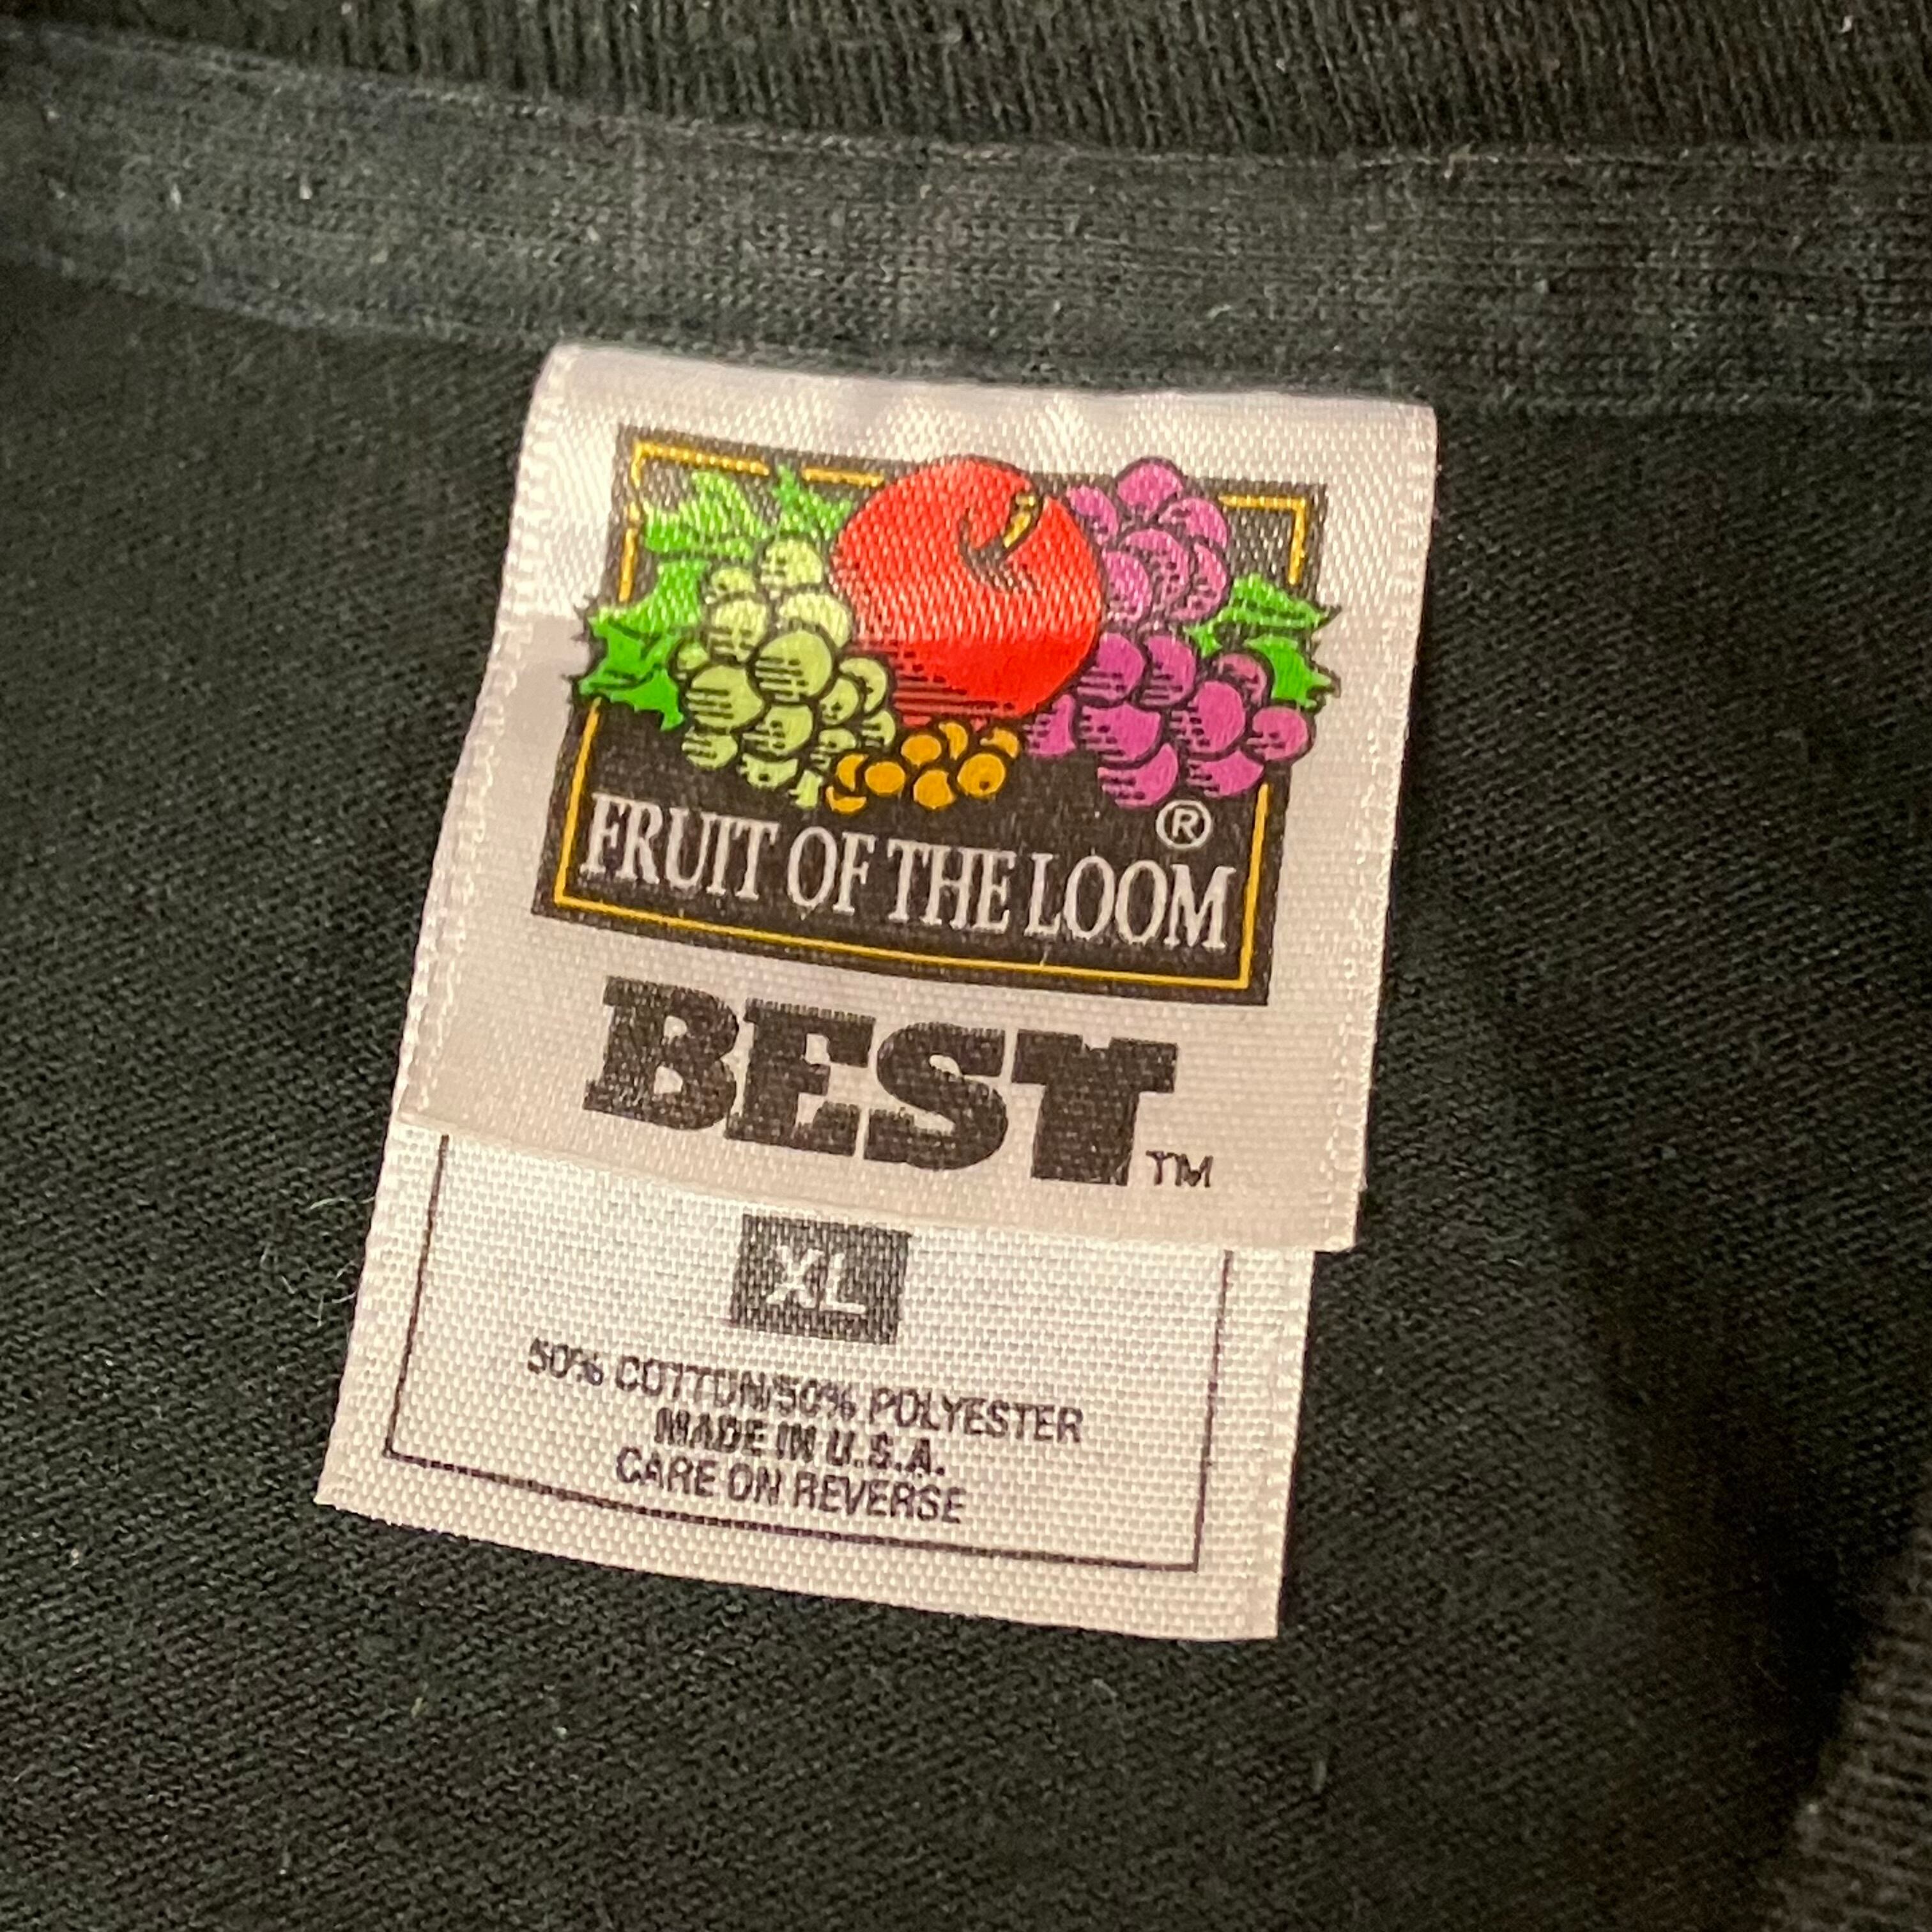 ®
FRUIT OF THE LOOM
BEST™
XL
50% COTTON/50% POLYESTER
MADE IN U.S.A.
CARE ON REVERSE